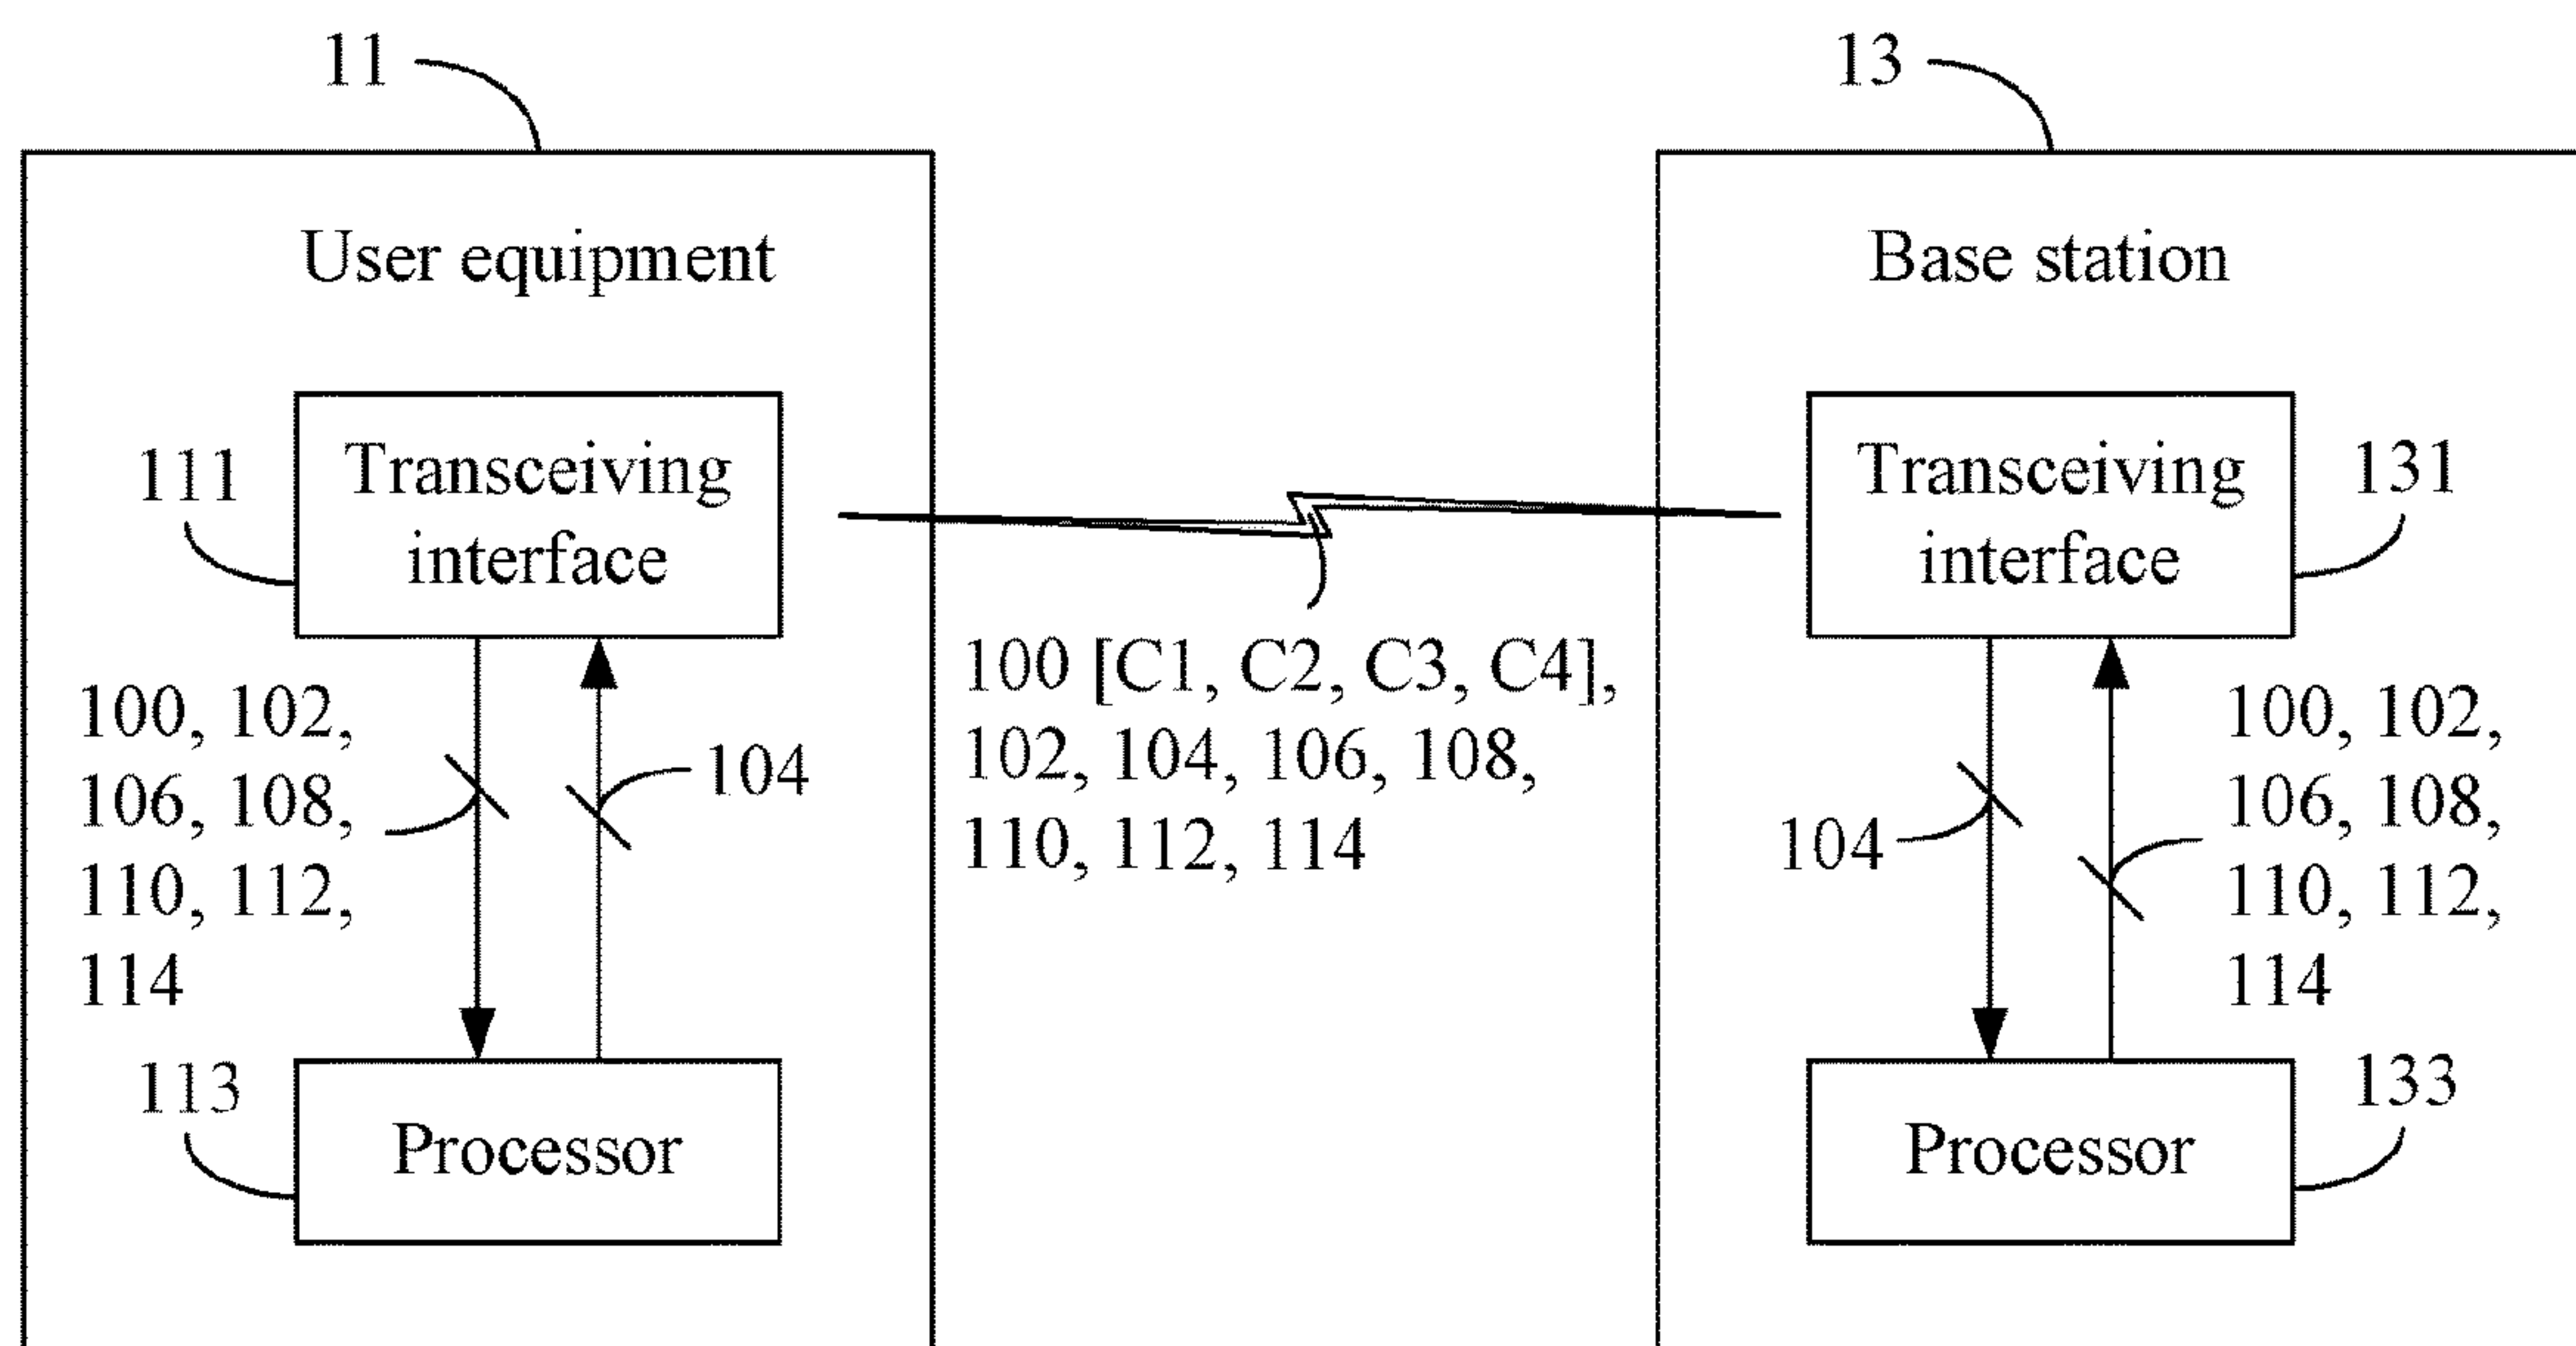 11
13
User equipment
Base station
111
Transceiving
interface
Transceiving
interface
131
100 [C1, C2, C3, C4],
102, 104, 106, 108,
110, 112, 114
100, 102,
106, 108,
110, 112,
114
104
104
100, 102,
106, 108,
110, 112,
114
113
Processor
Processor
133